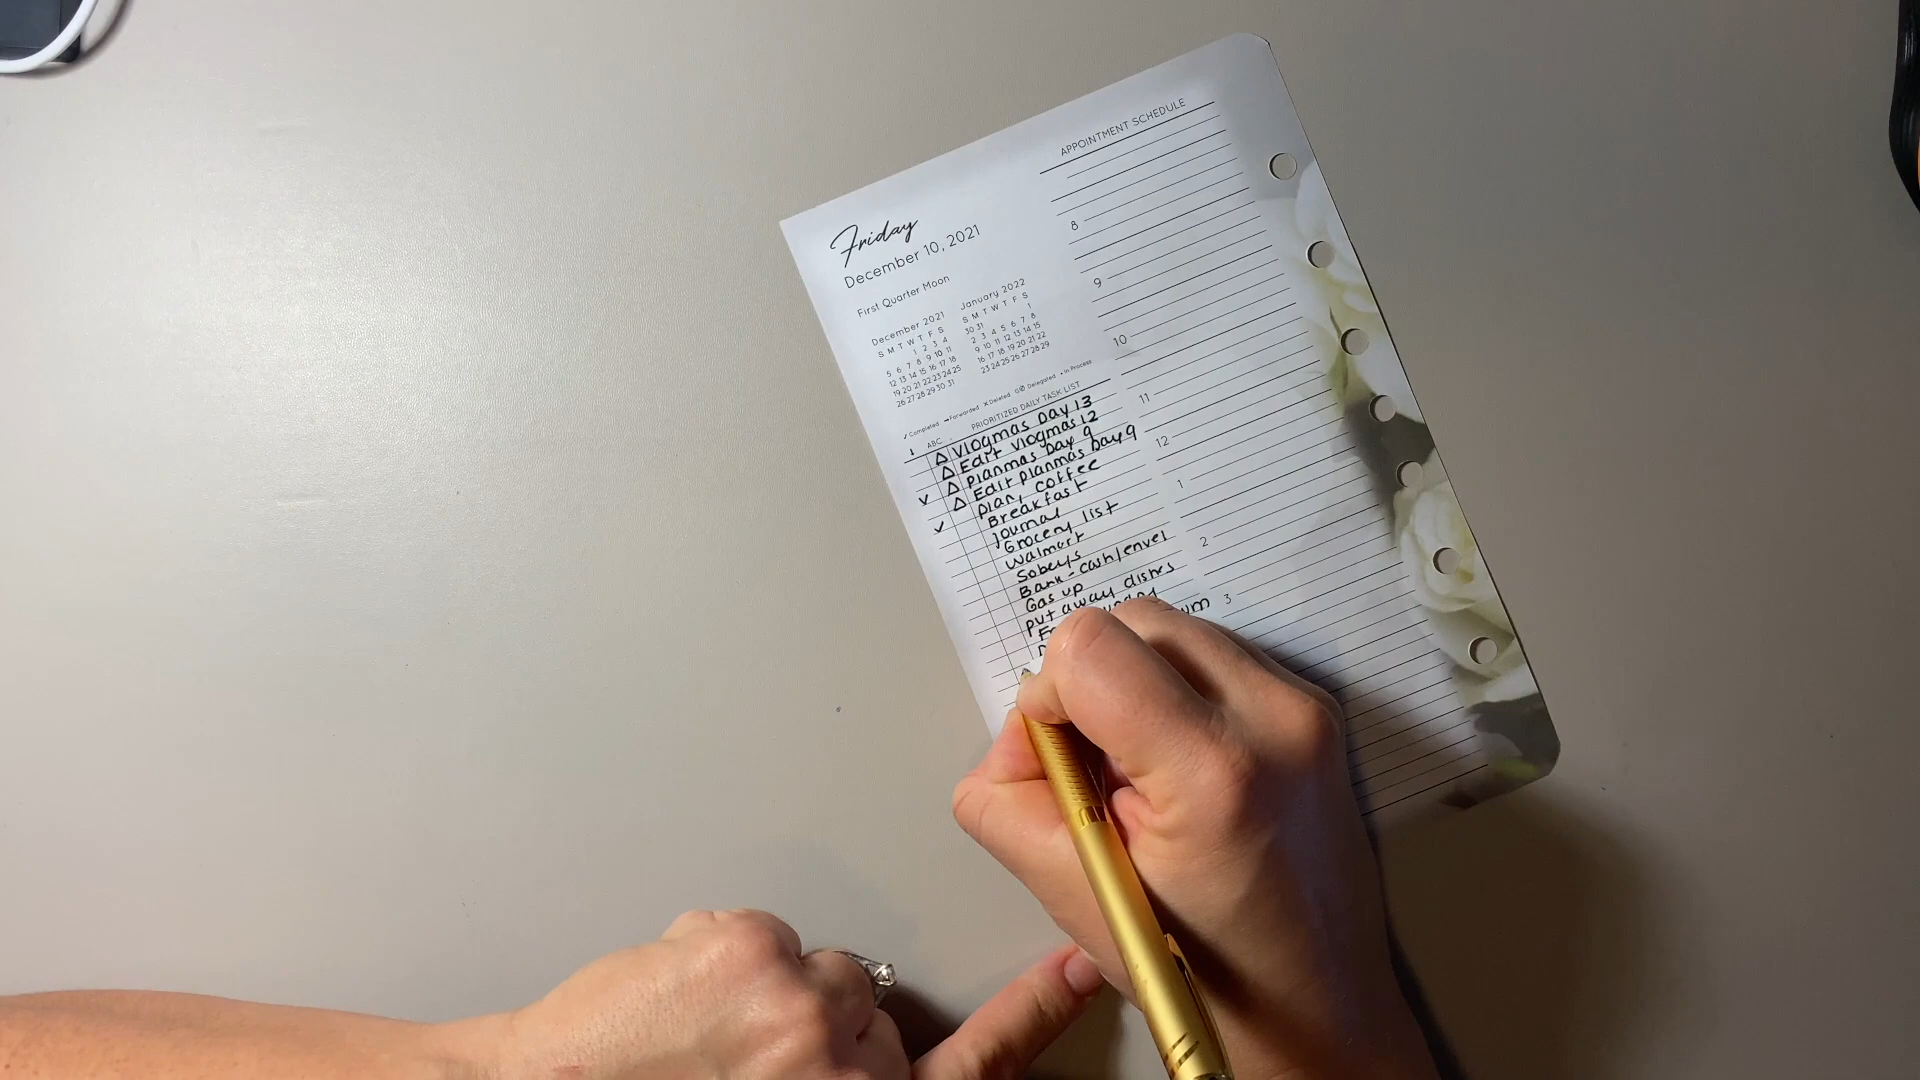 Friday
December 10, 2021
First Quarter Moon
December 2021
S M T W T F S
1 2 3 4
5 6 7 8 9 10 11
12 13 14 15 16 17 18
19 20 21 22 23 24 25
26 27 28 29 30 31
January 2022
S M T W T F S
30 31 1
2 3 4 5 6 7 8
9 10 11 12 13 14 15
16 17 18 19 20 21 22
23 24 25 26 27 28 29
✓ Completed → Forwarded × Deleted Delegated • In Process
ABC PRIORITIZED DAILY TASK LIST
Vlogmas Day 13
Edit Vlogmas 12
Planmas Day 9
Edit Planmas Day 9
plan, coffee
Breakfast
Journal
Grocery list
Walmart
Sobeys
Bank - cash/envel
Gas up
put away dishes
APPOINTMENT SCHEDULE
8
9
10
11
12
1
2
3